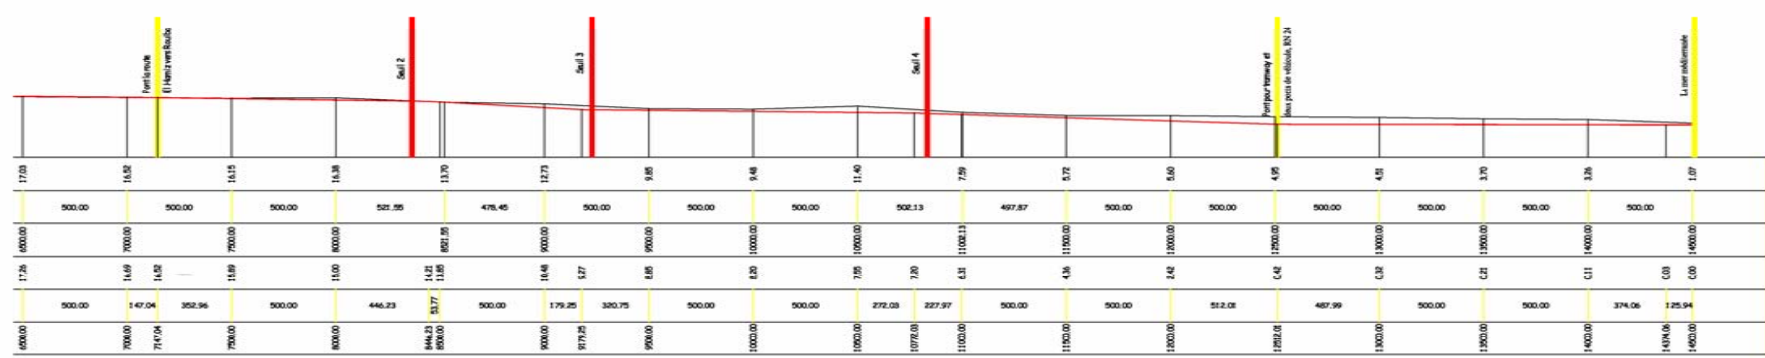 Pont la route
El Hamiz vers Rouiba
Seuil 2
Seuil 3
Seuil 4
Pont pour tramway et
deux ponts de véhicule, RN 24
La mer méditerranée
17.03 16.52 16.15 16.38 13.70 12.73 9.85 9.48 11.40 7.59 5.72 5.60 4.95 4.51 3.70 3.26 1.07
500.00 500.00 500.00 521.55 478.45 500.00 500.00 500.00 502.13 497.87 500.00 500.00 500.00 500.00 500.00 500.00
6500.00 7000.00 7500.00 8000.00 8521.55 9000.00 9500.00 10000.00 10500.00 11002.13 11500.00 12000.00 12500.00 13000.00 13500.00 14000.00 14500.00
17.26 16.69 16.52 15.89 15.00 14.21 11.85 10.48 9.27 8.85 8.20 7.55 7.20 6.31 4.36 2.42 0.42 0.32 0.21 0.11 0.03 0.00
500.00 147.04 352.96 500.00 446.23 53.77 500.00 179.25 320.75 500.00 500.00 272.03 227.97 500.00 500.00 512.01 487.99 500.00 500.00 374.06 125.94
6500.00 7000.00 7147.04 7500.00 8000.00 8446.23 8500.00 9000.00 9179.25 9500.00 10000.00 10500.00 10772.03 11000.00 11500.00 12000.00 12512.01 13000.00 13500.00 14000.00 14374.06 14500.00